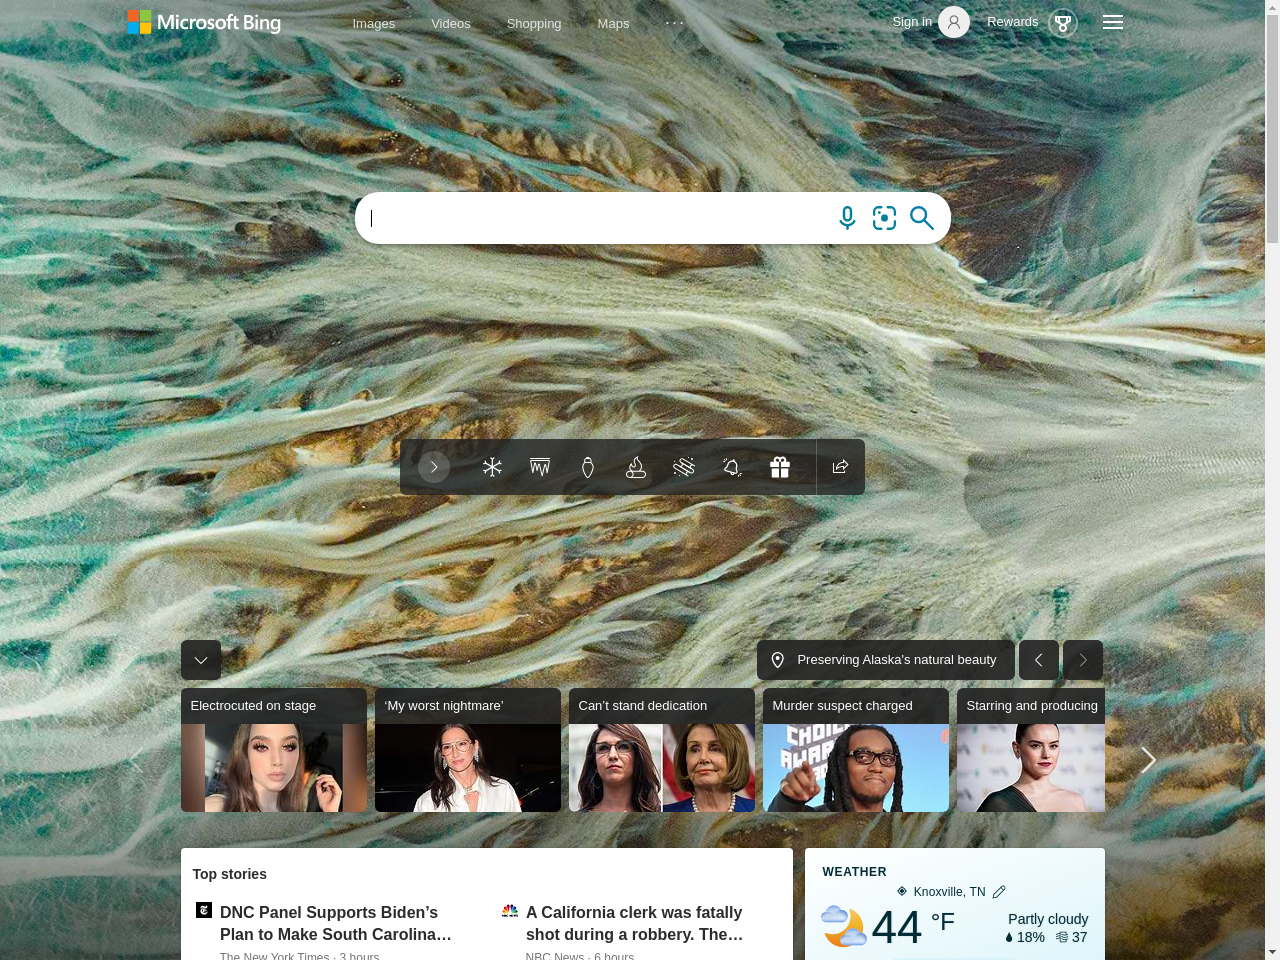 Microsoft Bing
Images Videos Shopping Maps ···
Sign in Rewards
Preserving Alaska's natural beauty
Electrocuted on stage
‘My worst nightmare’
Can’t stand dedication
Murder suspect charged
Starring and producing
CHOICE
AWA
Top stories
DNC Panel Supports Biden’s
Plan to Make South Carolina…
The New York Times · 3 hours
A California clerk was fatally
shot during a robbery. The…
NBC News · 6 hours
WEATHER
Knoxville, TN
44 °F
Partly cloudy
18% 37